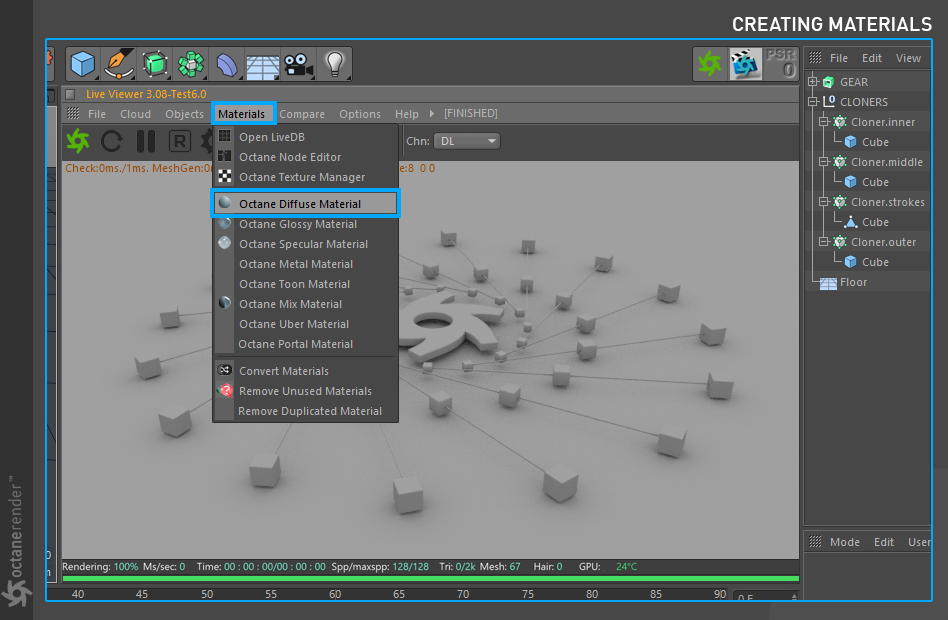 CREATING MATERIALS
PSR
0
File Edit View
Live Viewer 3.08-Test6.0
File Cloud Objects Materials Compare Options Help [FINISHED]
R
Chn: DL
Check:0ms./1ms. MeshGen:0
e:8 0 0
Open LiveDB
Octane Node Editor
Octane Texture Manager
Octane Diffuse Material
Octane Glossy Material
Octane Specular Material
Octane Metal Material
Octane Toon Material
Octane Mix Material
Octane Uber Material
Octane Portal Material
Convert Materials
Remove Unused Materials
Remove Duplicated Material
GEAR
CLONERS
Cloner.inner
Cube
Cloner.middle
Cube
Cloner.strokes
Cube
Cloner.outer
Cube
Floor
Mode Edit User
Rendering: 100% Ms/sec: 0 Time: 00 : 00 : 00/00 : 00 : 00 Spp/maxspp: 128/128 Tri: 0/2k Mesh: 67 Hair: 0 GPU: 24°C
40 45 50 55 60 65 70 75 80 85 90 0 F
octanerender™